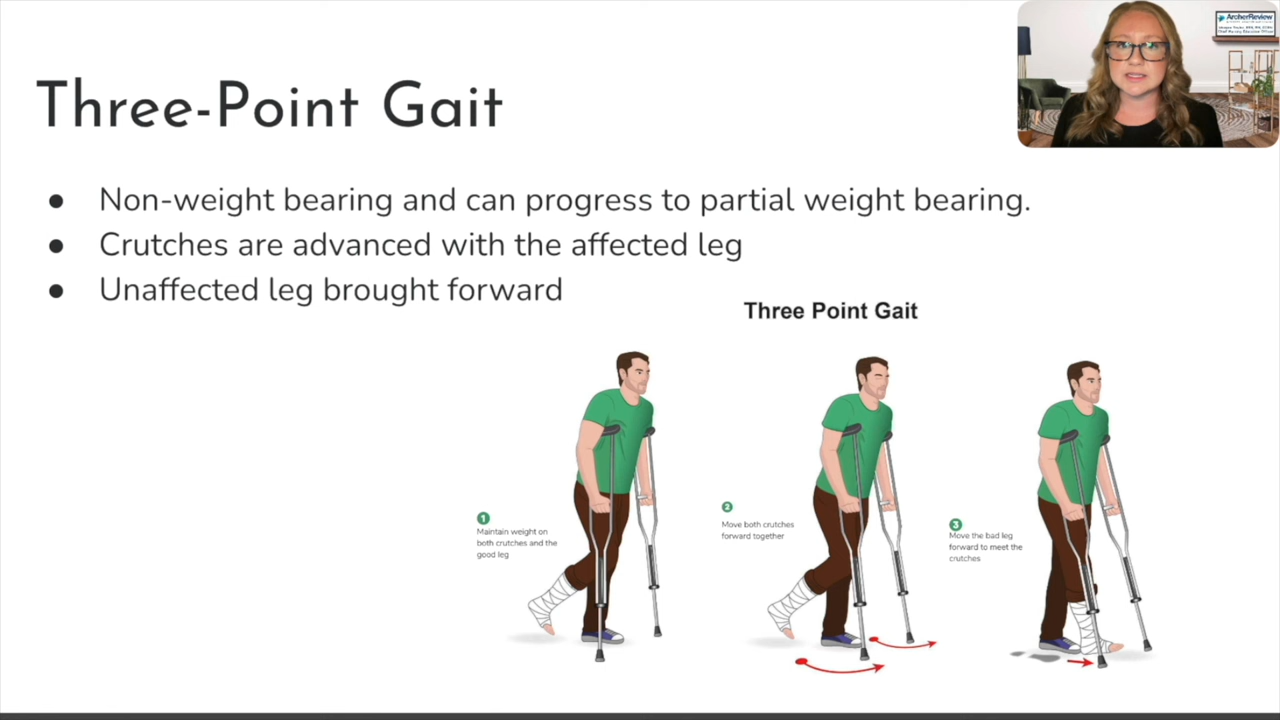 ArcherReview
Three-Point Gait
● Non-weight bearing and can progress to partial weight bearing.
● Crutches are advanced with the affected leg
● Unaffected leg brought forward
Three Point Gait
1
Maintain weight on
both crutches and the
good leg
2
Move both crutches
forward together
3
Move the bad leg
forward to meet the
crutches